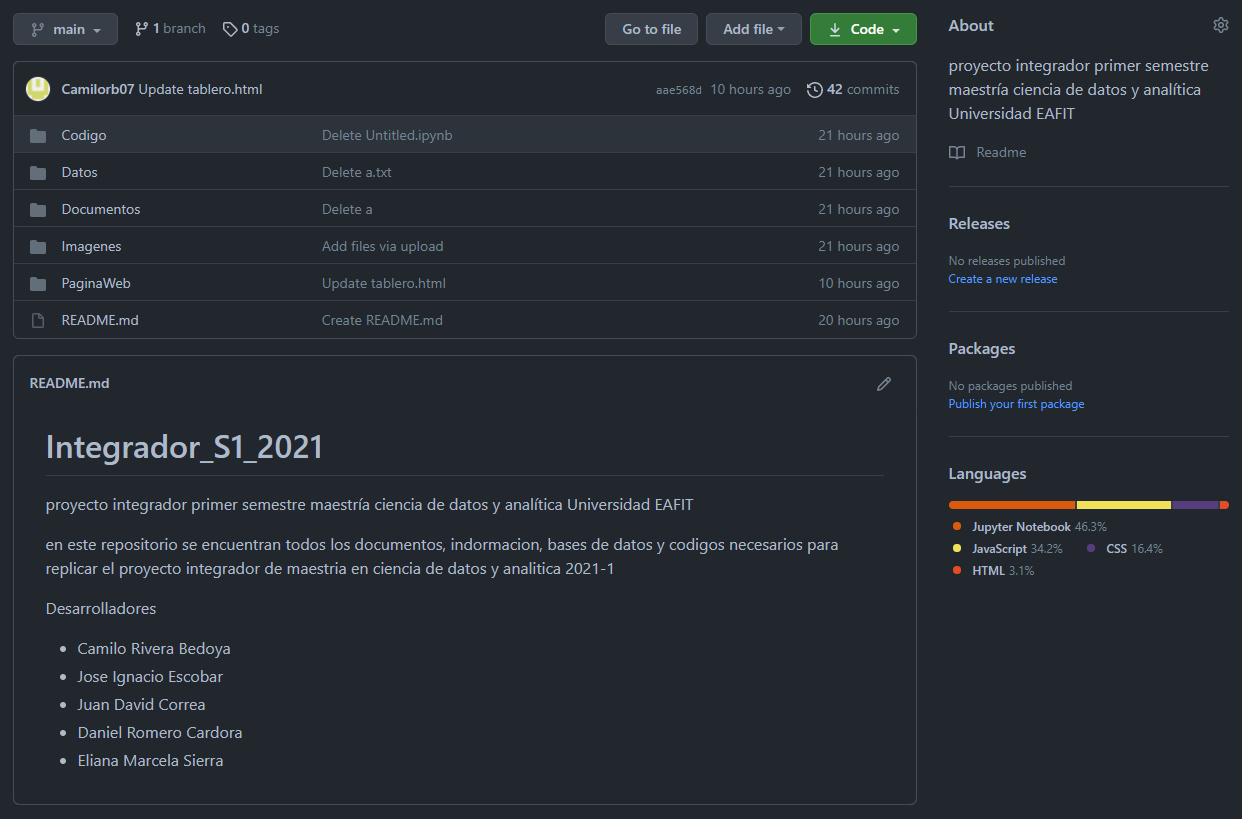 main 1 branch 0 tags Go to file Add file Code
Camilorb07 Update tablero.html aae568d 10 hours ago 42 commits
Codigo Delete Untitled.ipynb 21 hours ago
Datos Delete a.txt 21 hours ago
Documentos Delete a 21 hours ago
Imagenes Add files via upload 21 hours ago
PaginaWeb Update tablero.html 10 hours ago
README.md Create README.md 20 hours ago
README.md
Integrador_S1_2021
proyecto integrador primer semestre maestría ciencia de datos y analítica Universidad EAFIT
en este repositorio se encuentran todos los documentos, indormacion, bases de datos y codigos necesarios para
replicar el proyecto integrador de maestria en ciencia de datos y analitica 2021-1
Desarrolladores
Camilo Rivera Bedoya
Jose Ignacio Escobar
Juan David Correa
Daniel Romero Cardora
Eliana Marcela Sierra
About
proyecto integrador primer semestre
maestría ciencia de datos y analítica
Universidad EAFIT
Readme
Releases
No releases published
Create a new release
Packages
No packages published
Publish your first package
Languages
Jupyter Notebook 46.3%
JavaScript 34.2% CSS 16.4%
HTML 3.1%